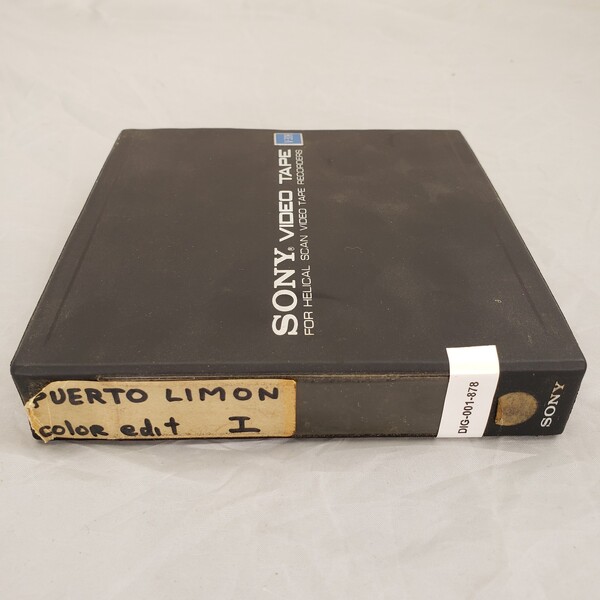 SONY® VIDEO TAPE
FOR HELICAL SCAN VIDEO TAPE RECORDERS
PUERTO LIMON
color edit I
DIG-001-878
SONY